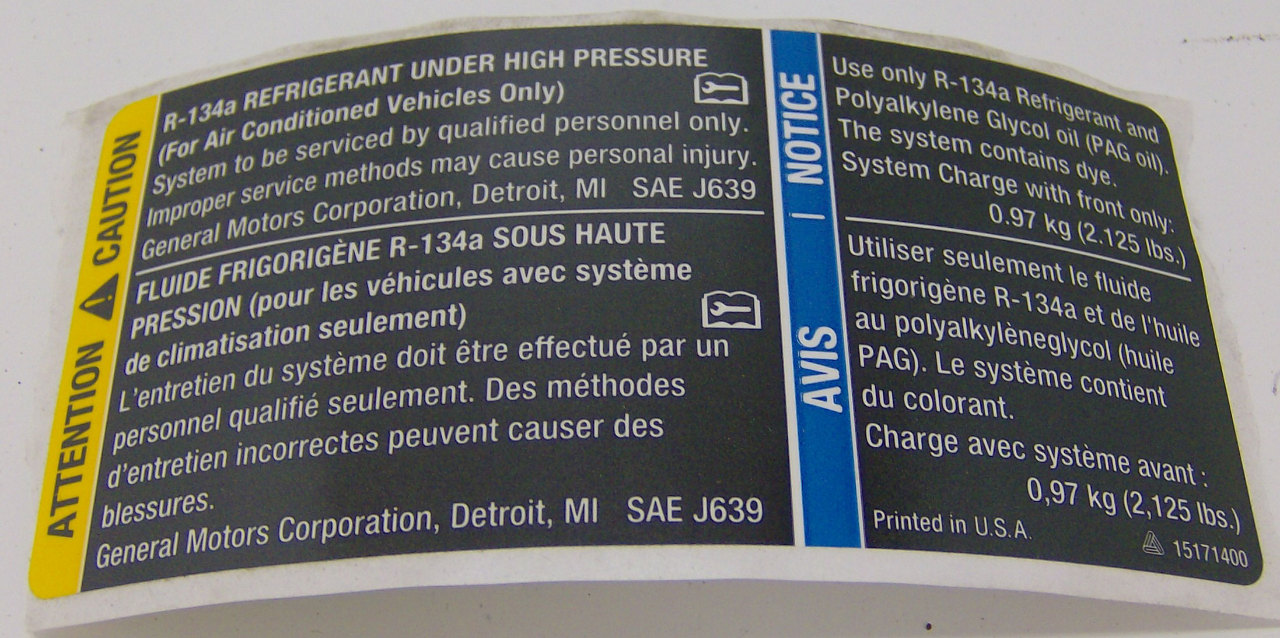 CAUTION
R-134a REFRIGERANT UNDER HIGH PRESSURE
(For Air Conditioned Vehicles Only)
System to be serviced by qualified personnel only.
Improper service methods may cause personal injury.
General Motors Corporation, Detroit, MI SAE J639
ATTENTION
FLUIDE FRIGORIGÈNE R-134a SOUS HAUTE
PRESSION (pour les véhicules avec système
de climatisation seulement)
L'entretien du système doit être effectué par un
personnel qualifié seulement. Des méthodes
d'entretien incorrectes peuvent causer des
blessures.
General Motors Corporation, Detroit, MI SAE J639
NOTICE
Use only R-134a Refrigerant and
Polyalkylene Glycol oil (PAG oil).
The system contains dye.
System Charge with front only:
0.97 kg (2.125 lbs.)
AVIS
Utiliser seulement le fluide
frigorigène R-134a et de l'huile
au polyalkylèneglycol (huile
PAG). Le système contient
du colorant.
Charge avec système avant :
0,97 kg (2,125 lbs.)
Printed in U.S.A.
15171400